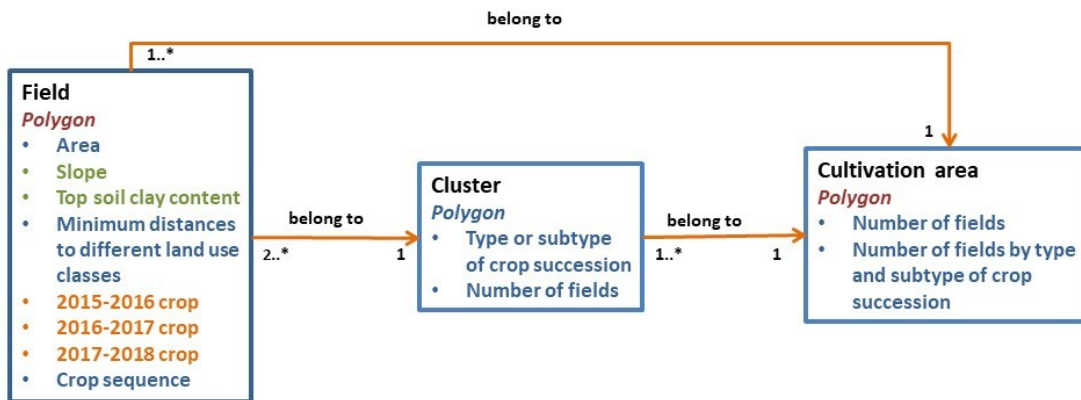 belong to
1..*
1
Field
Polygon
• Area
• Slope
• Top soil clay content
• Minimum distances
to different land use
classes
• 2015-2016 crop
• 2016-2017 crop
• 2017-2018 crop
• Crop sequence
belong to
2..*
1
Cluster
Polygon
• Type or subtype
of crop succession
• Number of fields
belong to
1..*
1
Cultivation area
Polygon
• Number of fields
• Number of fields by type
and subtype of crop
succession